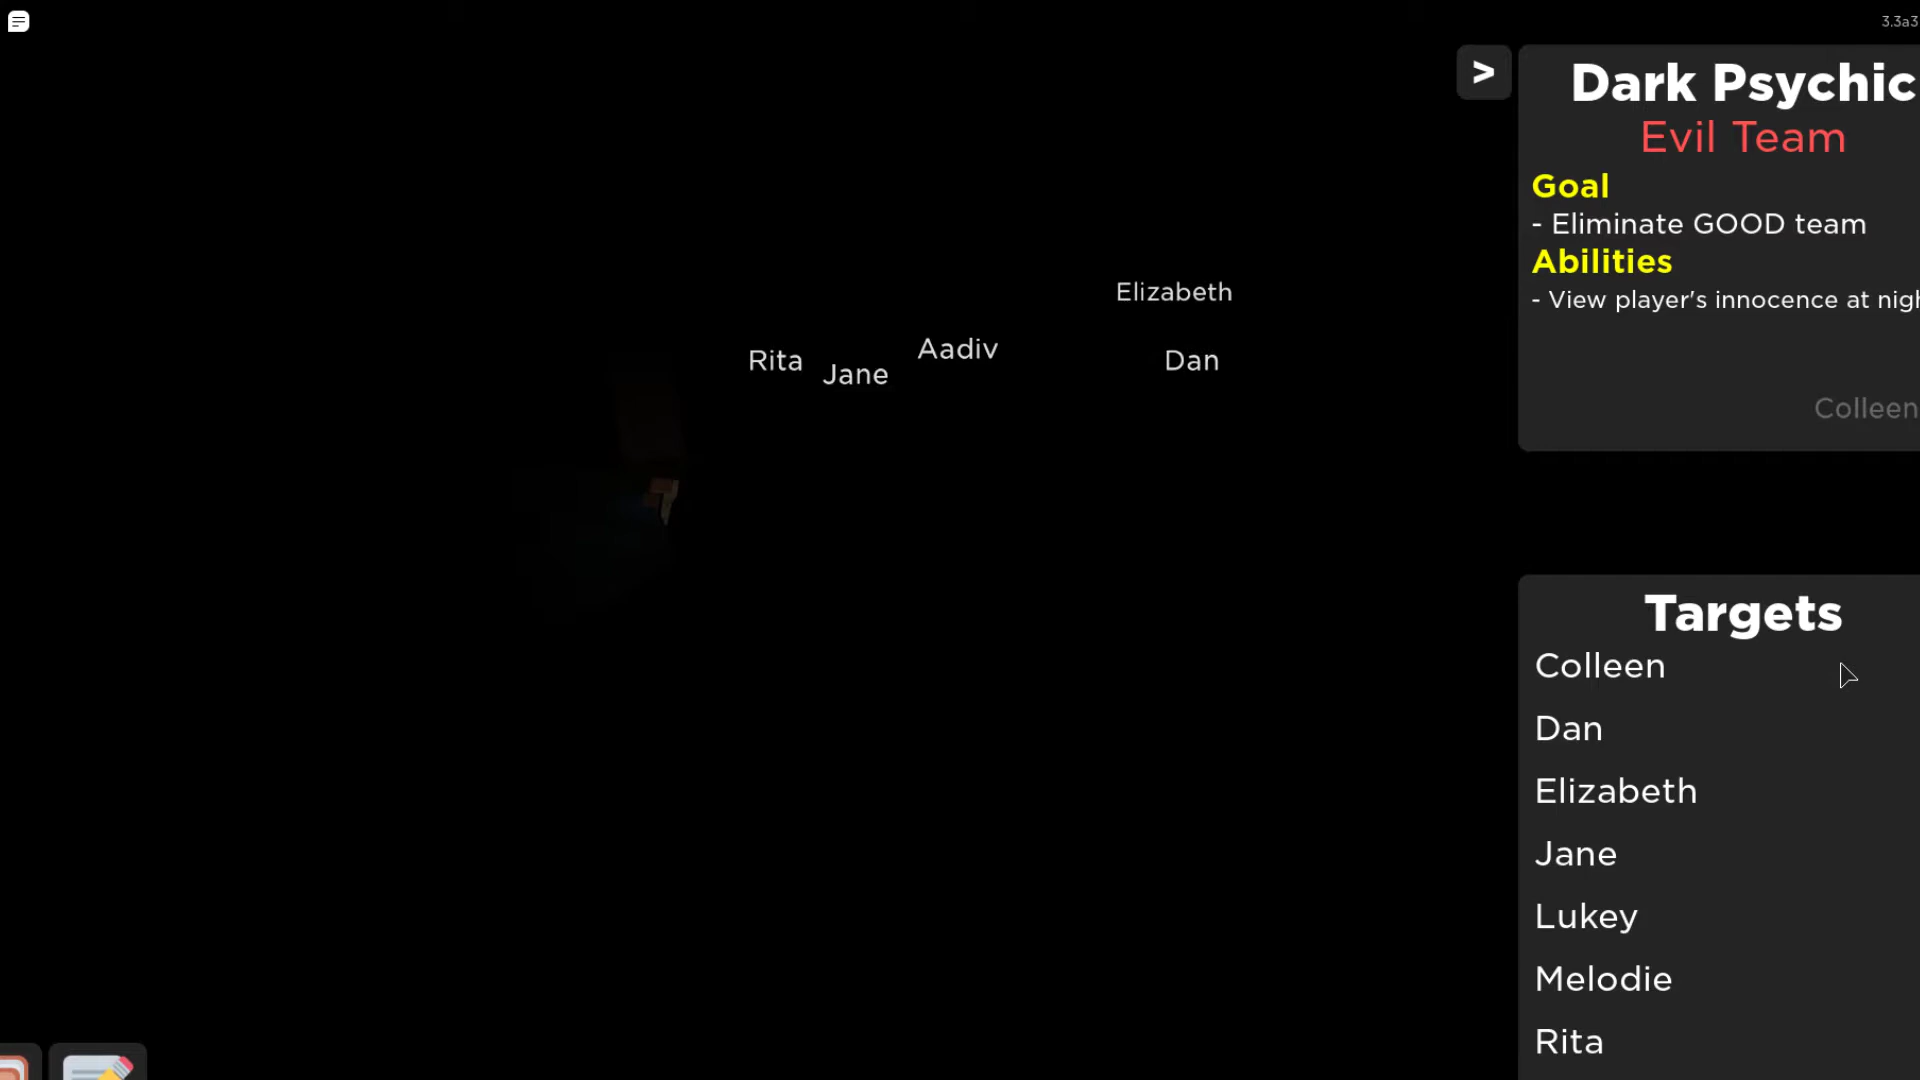 3.3a3
>
Dark Psychic
Evil Team
Goal
- Eliminate GOOD team
Abilities
- View player's innocence at nigh
Elizabeth
Aadiv
Rita
Dan
Jane
Colleen
Targets
Colleen
Dan
Elizabeth
Jane
Lukey
Melodie
Rita